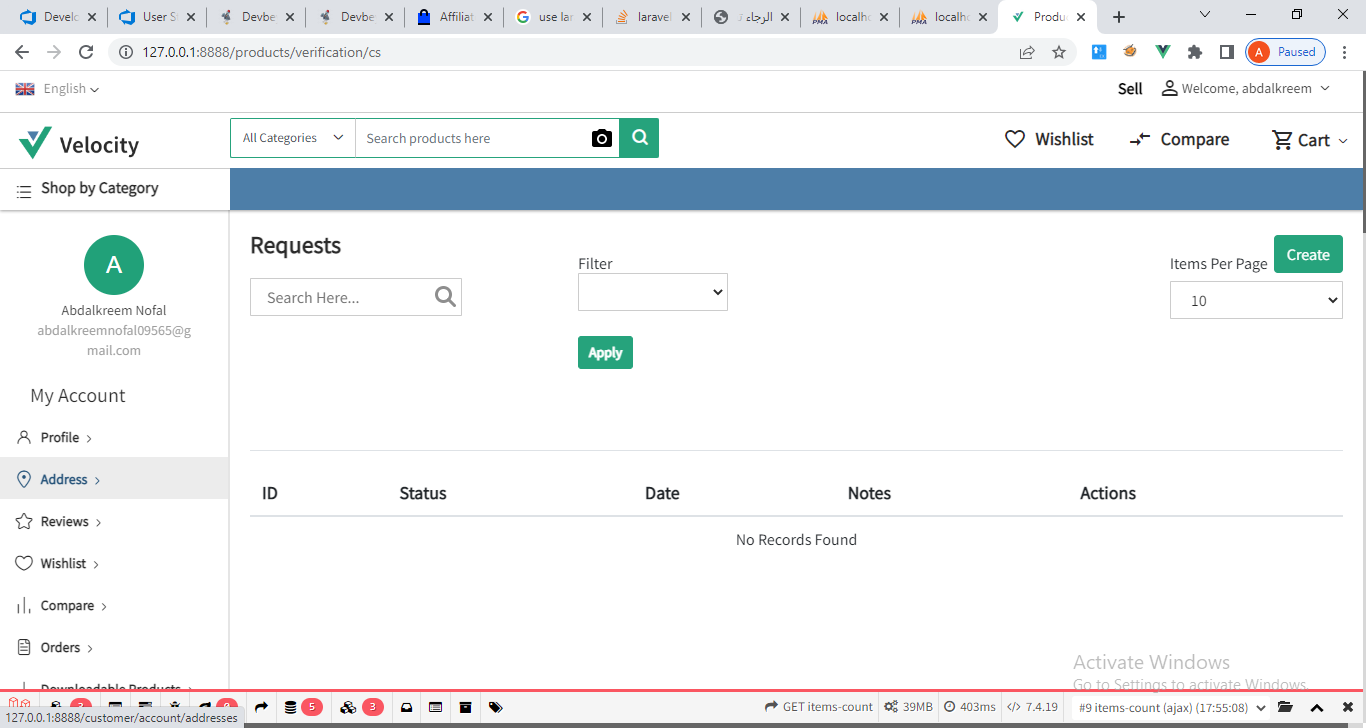 Develo
User S
Devbe
Devbe
Affiliat
use lar
laravel
الرجاء
localho
localho
Produ
127.0.0.1:8888/products/verification/cs
A Paused
English
Sell
Welcome, abdalkreem
Velocity
All Categories
Search products here
Wishlist
Compare
Cart
Shop by Category
A
Abdalkreem Nofal
abdalkreemnofal09565@g
mail.com
My Account
Profile
Address
Reviews
Wishlist
Compare
Orders
Downloadable Products
Requests
Search Here...
Filter
Apply
Items Per Page
Create
10
ID Status Date Notes Actions
No Records Found
Activate Windows
Go to Settings to activate Windows.
5
3
GET items-count
39MB
403ms
7.4.19
#9 items-count (ajax) (17:55:08)
127.0.0.1:8888/customer/account/addresses